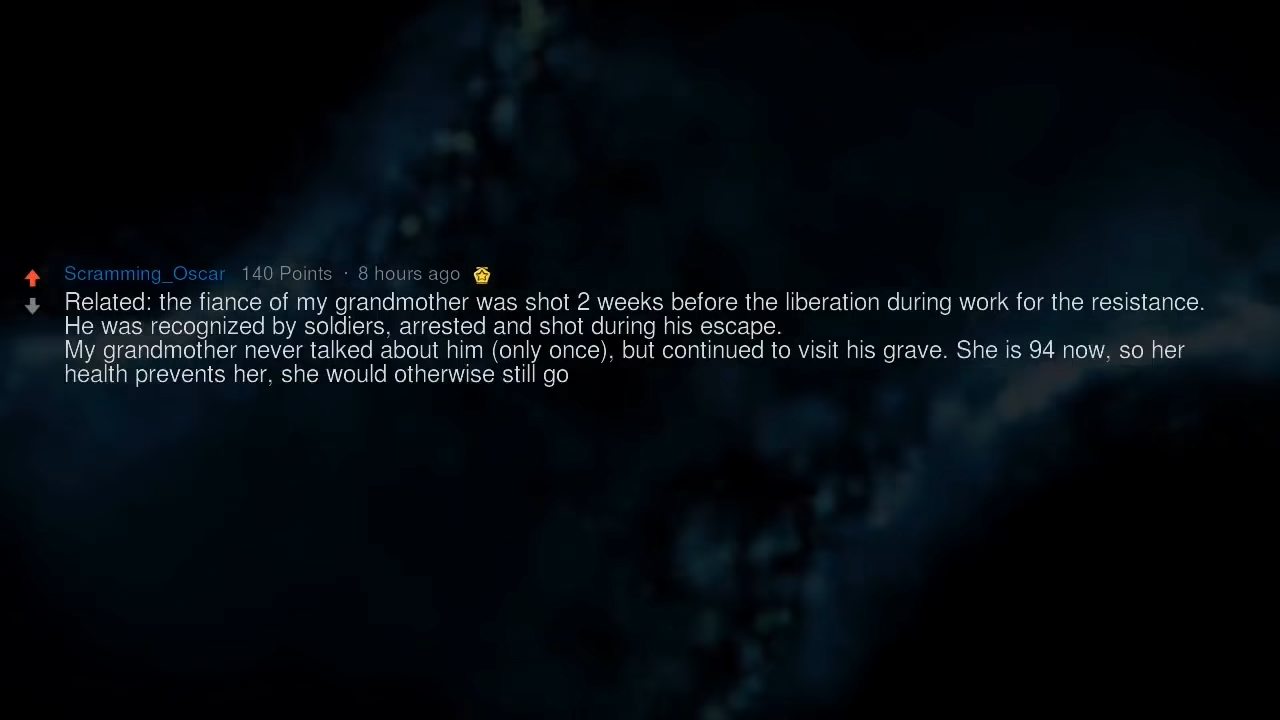 Scramming_Oscar 140 Points · 8 hours ago
Related: the fiance of my grandmother was shot 2 weeks before the liberation during work for the resistance.
He was recognized by soldiers, arrested and shot during his escape.
My grandmother never talked about him (only once), but continued to visit his grave. She is 94 now, so her
health prevents her, she would otherwise still go